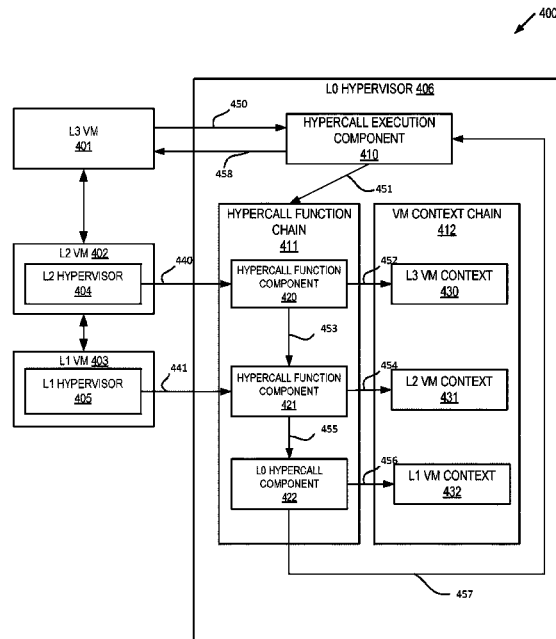 400
L0 HYPERVISOR 406
450
L3 VM
401
HYPERCALL EXECUTION
COMPONENT
410
458
451
HYPERCALL FUNCTION
CHAIN
411
VM CONTEXT CHAIN
412
L2 VM 402
L2 HYPERVISOR
404
440
HYPERCALL FUNCTION
COMPONENT
420
452
L3 VM CONTEXT
430
453
L1 VM 403
L1 HYPERVISOR
405
441
HYPERCALL FUNCTION
COMPONENT
421
454
L2 VM CONTEXT
431
455
L0 HYPERCALL
COMPONENT
422
456
L1 VM CONTEXT
432
457